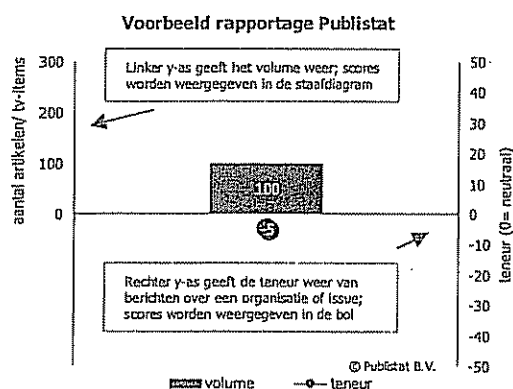 Voorbeeld rapportage Publistat
aantal artikelen/ tv-items
300
200
100
0
Linker y-as geeft het volume weer; scores
worden weergegeven in de staafdiagram
100
-5
Rechter y-as geeft de teneur weer van
berichten over een organisatie of issue;
scores worden weergegeven in de bol
50
40
30
20
10
0
-10
-20
-30
-40
-50
teneur (0= neutraal)
© Publistat B.V.
volume
teneur